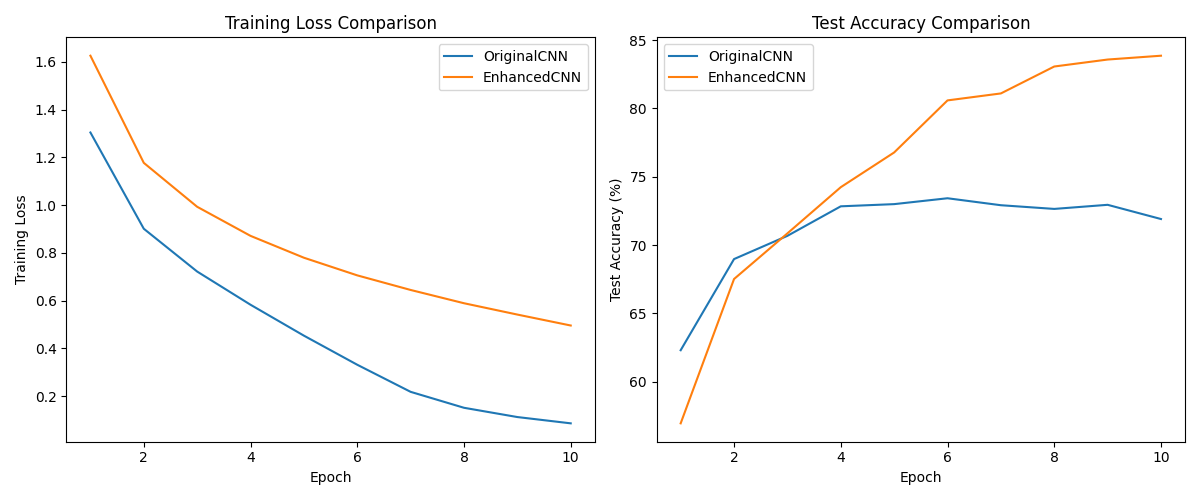 Training Loss Comparison
OriginalCNN
EnhancedCNN
1.6
1.4
1.2
1.0
0.8
0.6
0.4
0.2
Training Loss
2 4 6 8 10
Epoch
Test Accuracy Comparison
OriginalCNN
EnhancedCNN
85
80
75
70
65
60
Test Accuracy (%)
2 4 6 8 10
Epoch